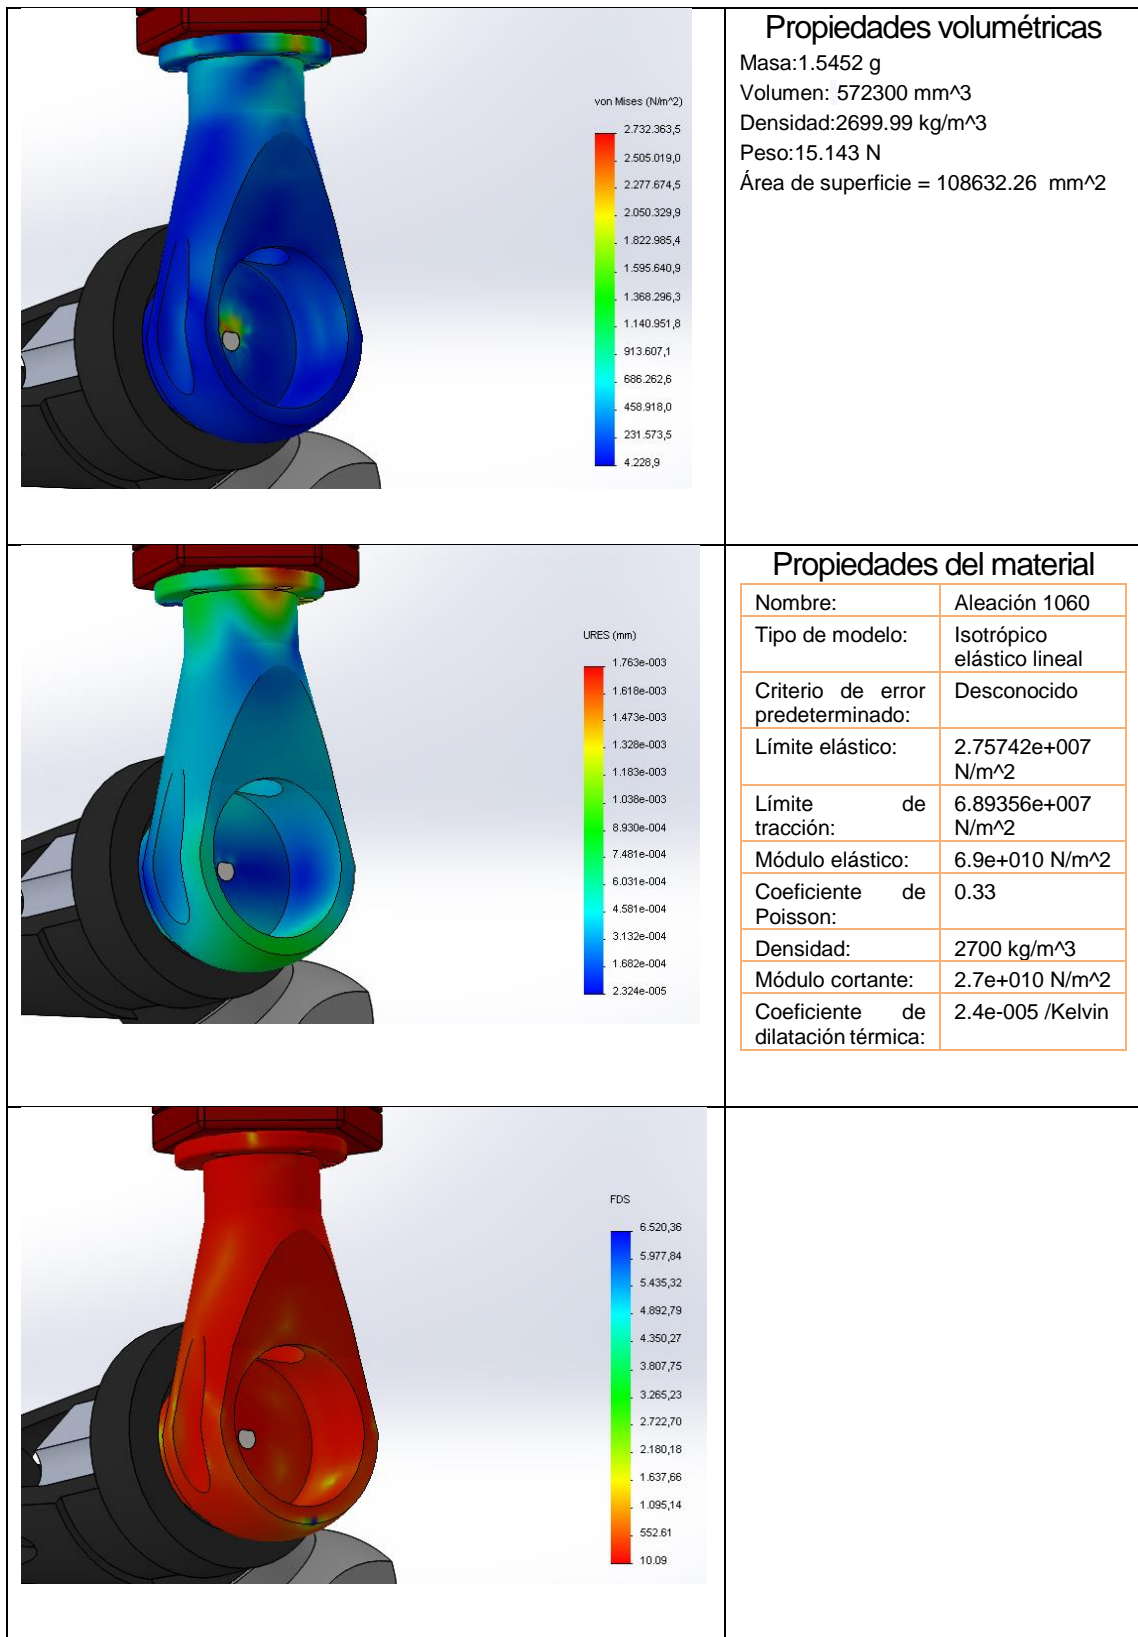 Propiedades volumétricas
Masa:1.5452 g
Volumen: 572300 mm^3
Densidad:2699.99 kg/m^3
Peso:15.143 N
Área de superficie = 108632.26 mm^2
von Mises (N/m^2)
2.732.363,5
2.505.019,0
2.277.674,5
2.050.329,9
1.822.985,4
1.595.640,9
1.368.296,3
1.140.951,8
913.607,1
686.262,6
458.918,0
231.573,5
4.228,9
URES (mm)
1.763e-003
1.618e-003
1.473e-003
1.328e-003
1.183e-003
1.038e-003
8.930e-004
7.481e-004
6.031e-004
4.581e-004
3.132e-004
1.682e-004
2.324e-005
Propiedades del material
Nombre: Aleación 1060
Tipo de modelo: Isotrópico
elástico lineal
Criterio de error Desconocido
predeterminado:
Límite elástico: 2.75742e+007
N/m^2
Límite de 6.89356e+007
tracción: N/m^2
Módulo elástico: 6.9e+010 N/m^2
Coeficiente de 0.33
Poisson:
Densidad: 2700 kg/m^3
Módulo cortante: 2.7e+010 N/m^2
Coeficiente de 2.4e-005 /Kelvin
dilatación térmica:
FDS
6.520,36
5.977,84
5.435,32
4.892,79
4.350,27
3.807,75
3.265,23
2.722,70
2.180,18
1.637,66
1.095,14
552.61
10.09